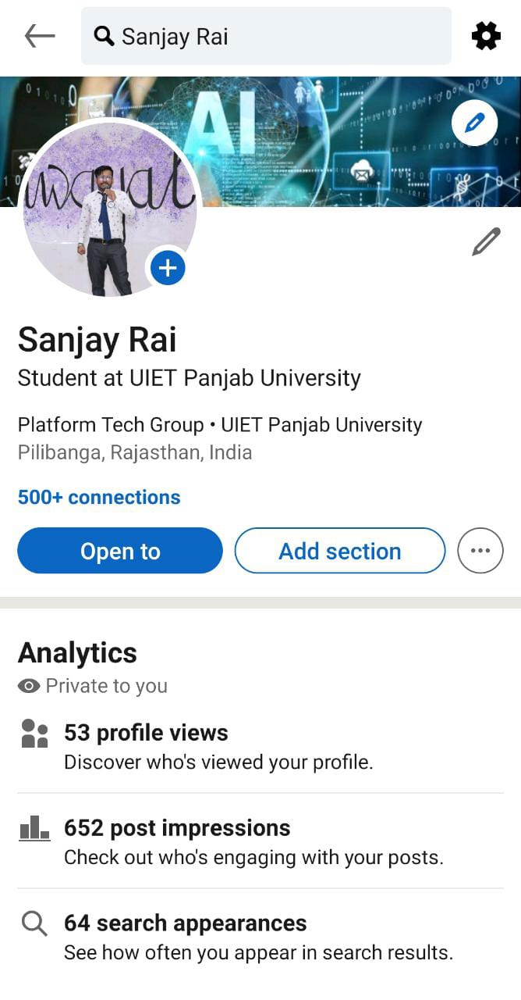 Sanjay Rai
AI
Sanjay Rai
Student at UIET Panjab University
Platform Tech Group • UIET Panjab University
Pilibanga, Rajasthan, India
500+ connections
Open to
Add section
Analytics
Private to you
53 profile views
Discover who's viewed your profile.
652 post impressions
Check out who's engaging with your posts.
64 search appearances
See how often you appear in search results.